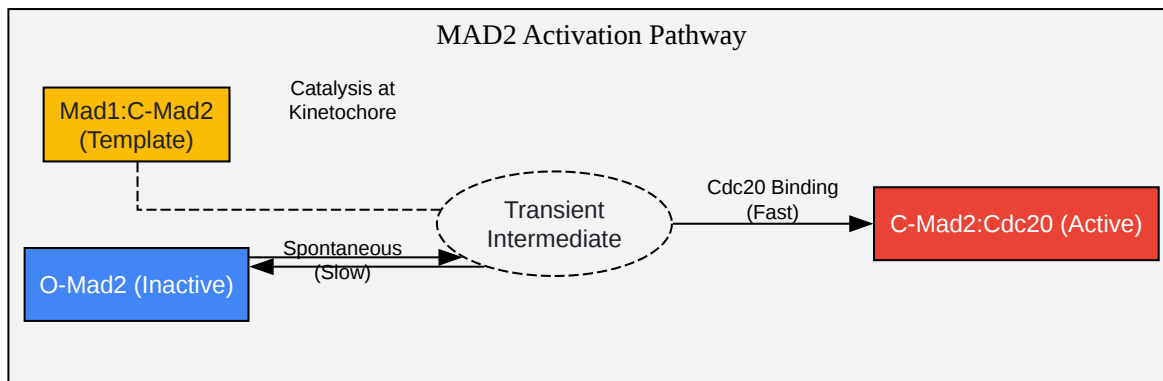 MAD2 Activation Pathway
Mad1:C-Mad2
(Template)
Catalysis at
Kinetochore
Transient
Intermediate
Cdc20 Binding
(Fast)
C-Mad2:Cdc20 (Active)
Spontaneous
(Slow)
O-Mad2 (Inactive)